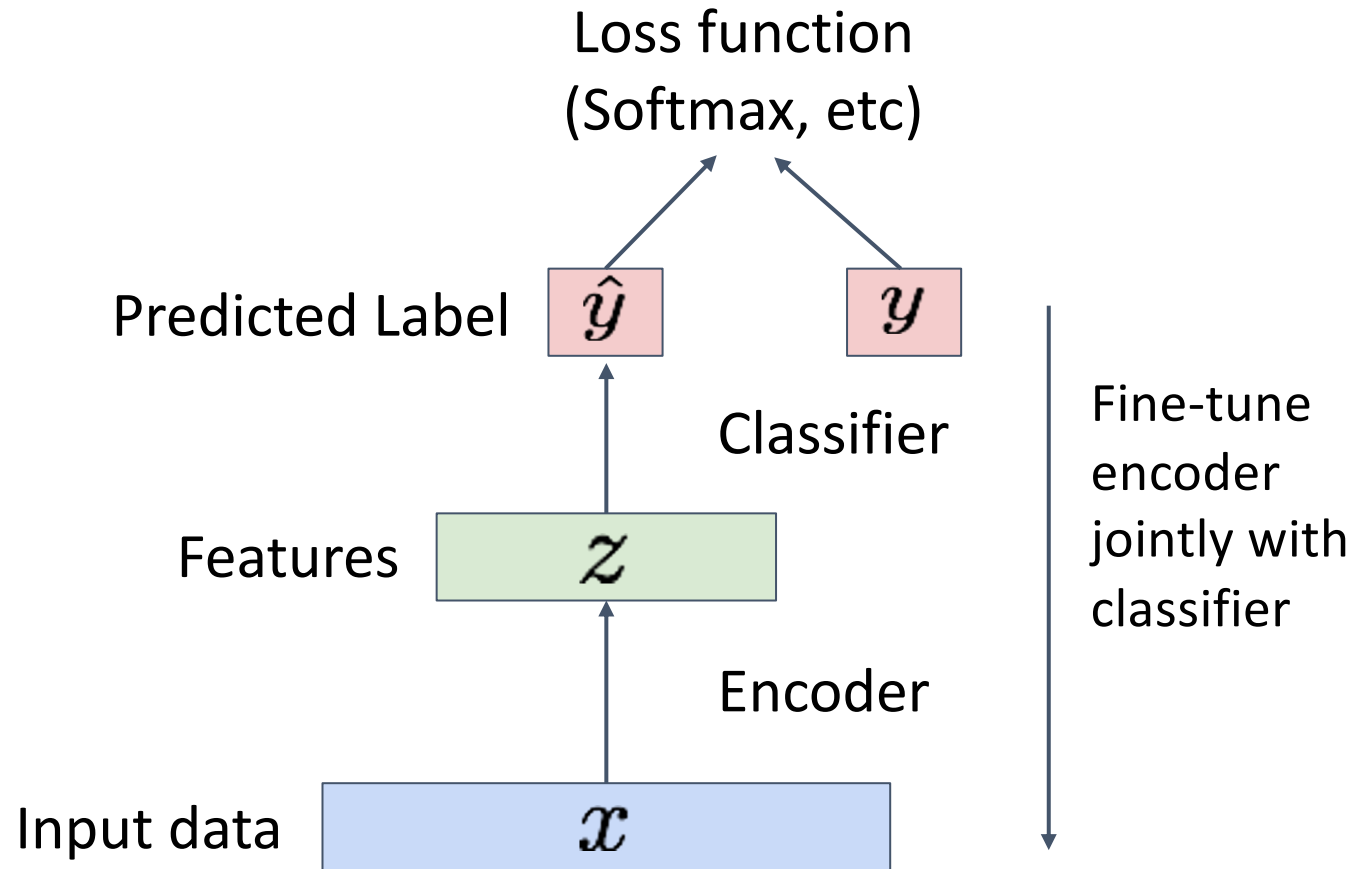 Loss function
(Softmax, etc)
Predicted Label
ŷ
y
Classifier
Fine-tune
encoder
jointly with
classifier
Features
z
Encoder
Input data
x